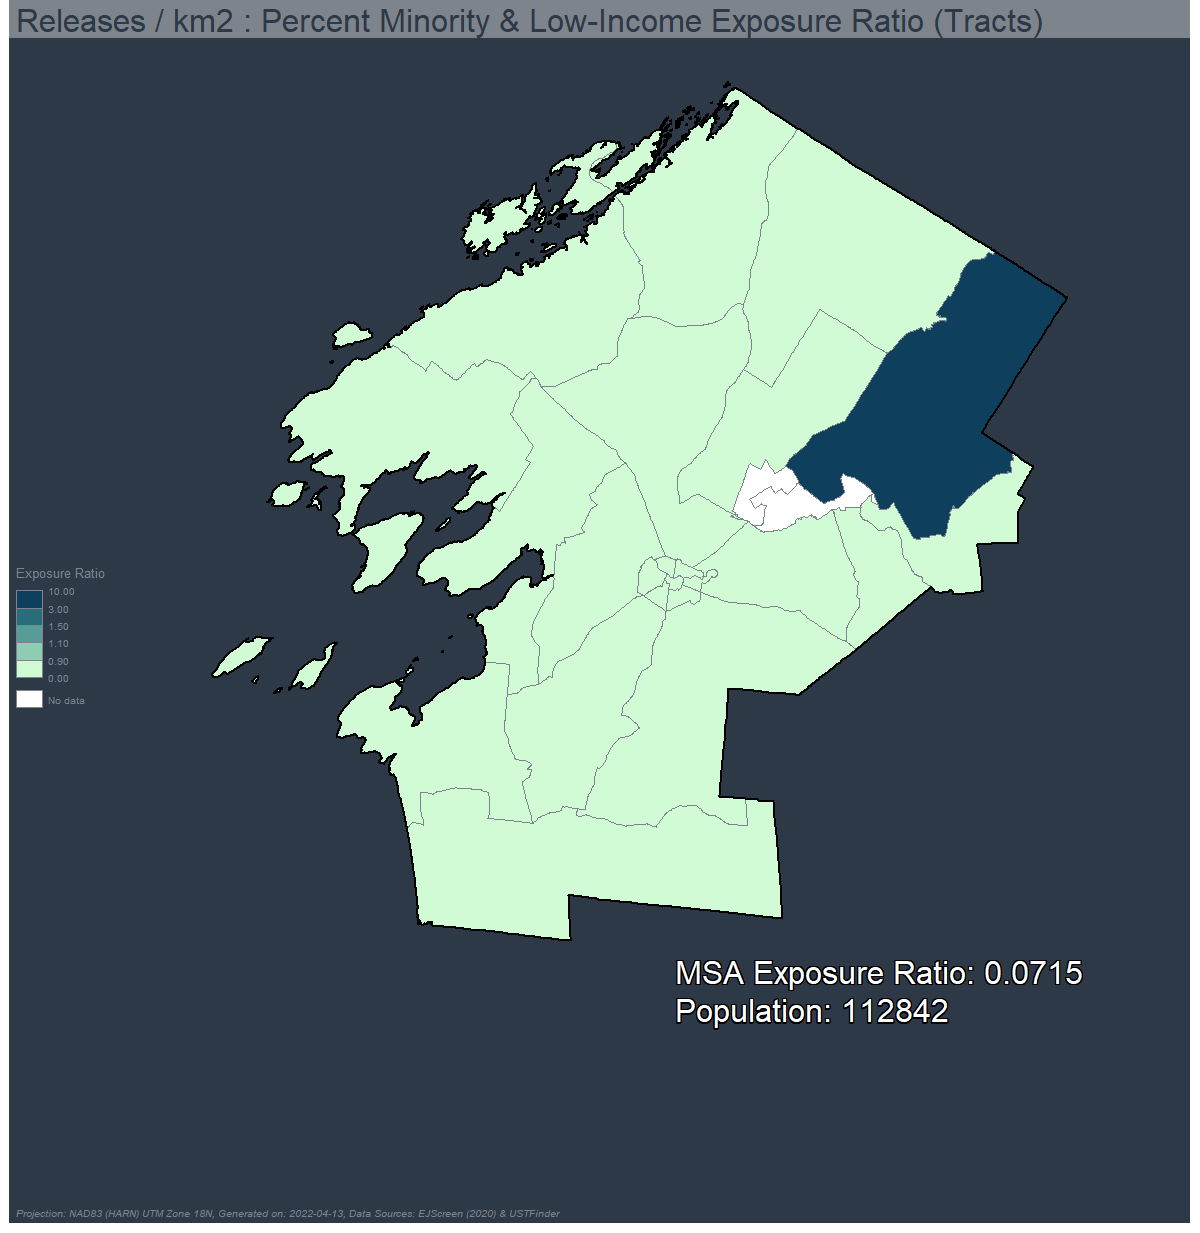 Releases / km2 : Percent Minority & Low-Income Exposure Ratio (Tracts)
Exposure Ratio
10.00
3.00
1.50
1.10
0.90
0.00
No data
MSA Exposure Ratio: 0.0715
Population: 112842
Projection: NAD83 (HARN) UTM Zone 18N, Generated on: 2022-04-13, Data Sources: EJScreen (2020) & USTFinder